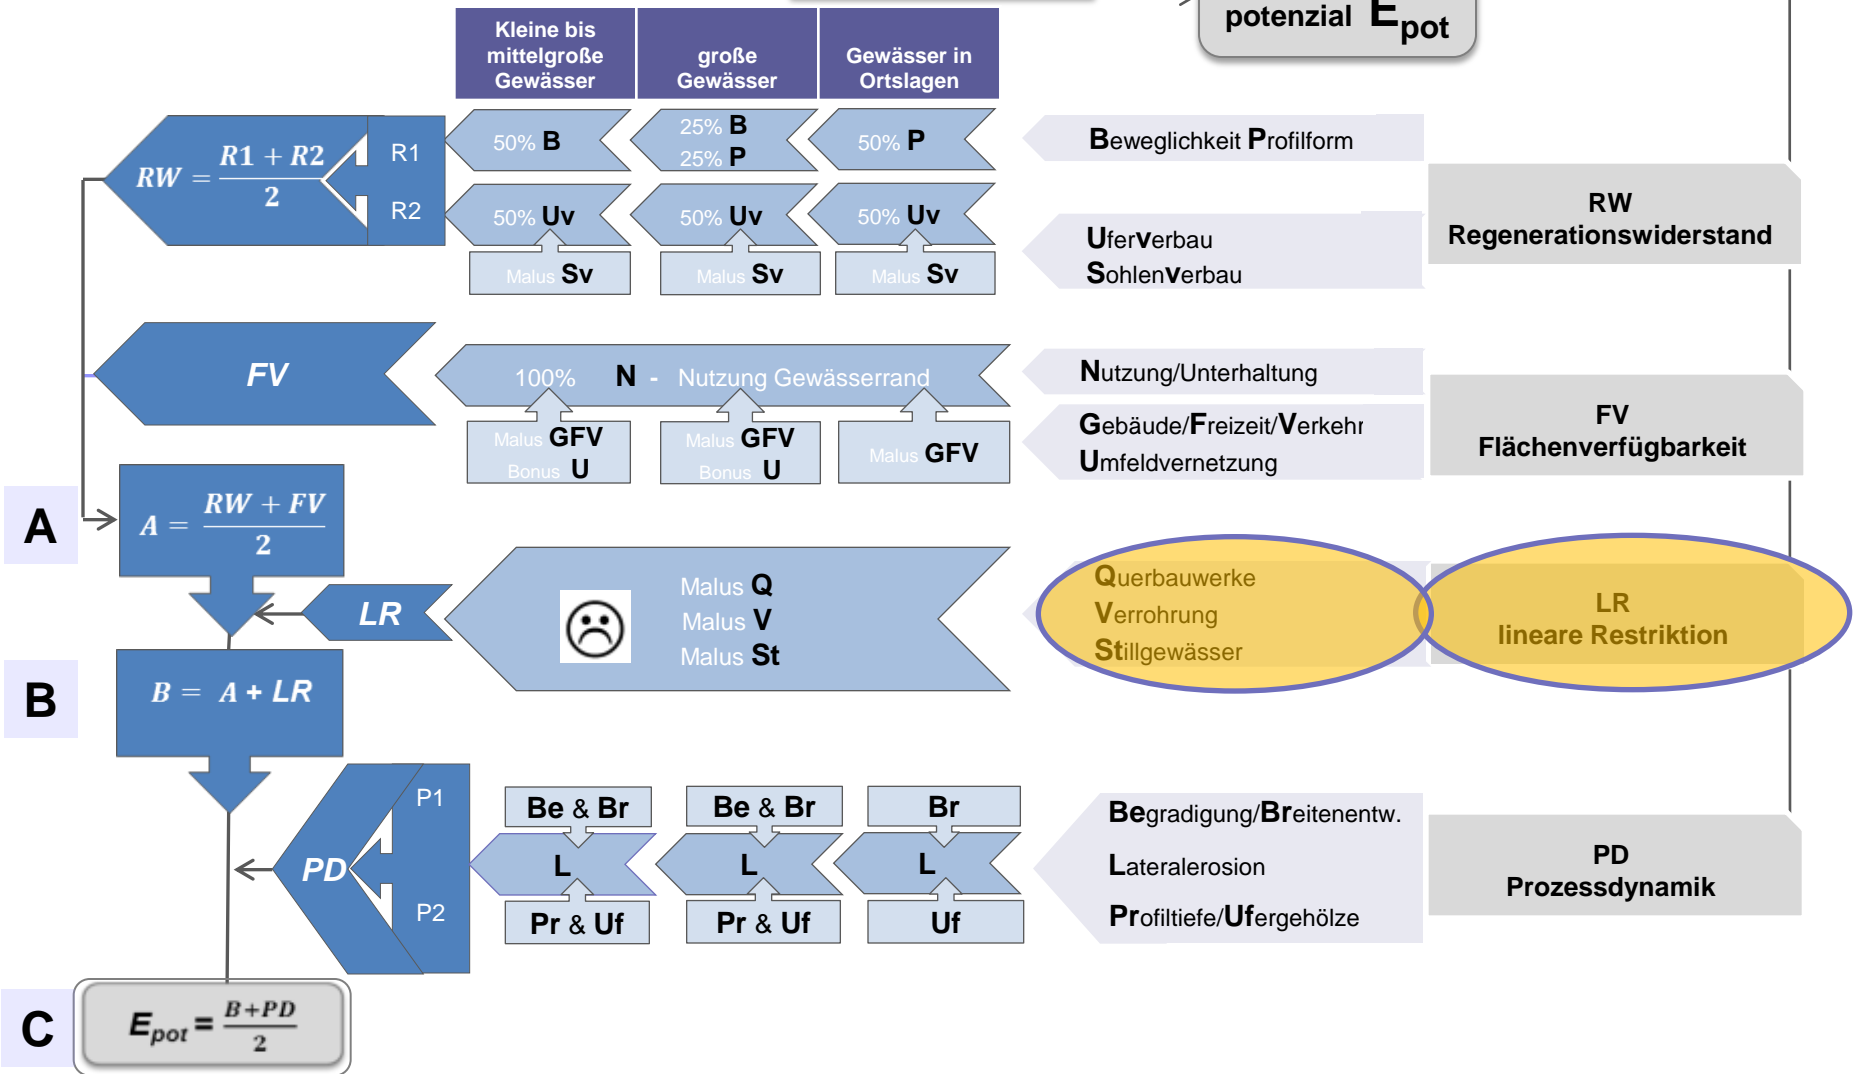 potenzial Epot
Kleine bis
mittelgroße
Gewässer
große
Gewässer
Gewässer in
Ortslagen
RW = R1 + R2 / 2
R1
R2
50% B
25% B
25% P
50% P
Beweglichkeit Profilform
50% Uv
50% Uv
50% Uv
Malus Sv
Malus Sv
Malus Sv
Uferverbau
Sohlenverbau
RW
Regenerationswiderstand
FV
100% N - Nutzung Gewässerrand
Malus GFV
Bonus U
Malus GFV
Bonus U
Malus GFV
Nutzung/Unterhaltung
Gebäude/Freizeit/Verkehr
Umfeldvernetzung
FV
Flächenverfügbarkeit
A
A = RW + FV / 2
LR
Malus Q
Malus V
Malus St
Querbauwerke
Verrohrung
Stillgewässer
LR
lineare Restriktion
B
B = A + LR
PD
P1
P2
Be & Br
Be & Br
Br
L
L
L
Pr & Uf
Pr & Uf
Uf
Begradigung/Breitenentw.
Lateralerosion
Profiltiefe/Ufergehölze
PD
Prozessdynamik
C
Epot = B+PD / 2